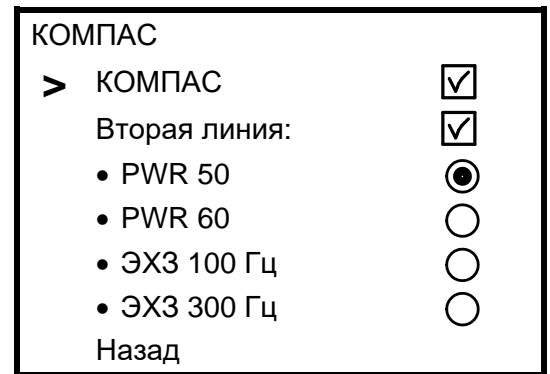 КОМПАС
> КОМПАС
Вторая линия:
• PWR 50
• PWR 60
• ЭХЗ 100 Гц
• ЭХЗ 300 Гц
Назад